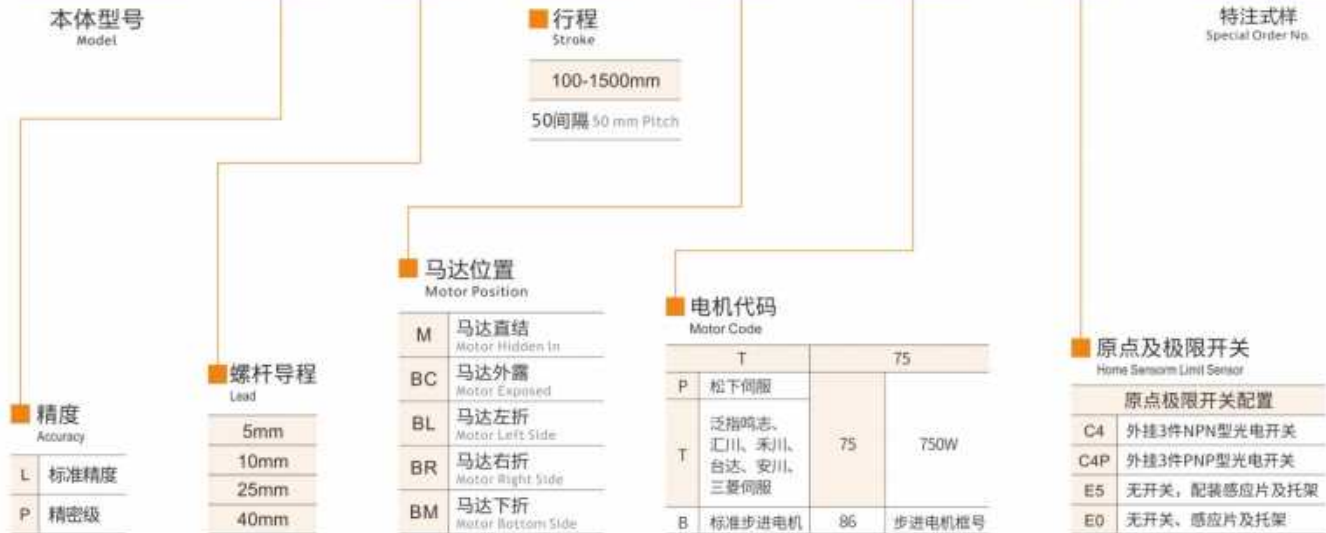 本体型号
Model
行程
Stroke
100-1500mm
50间隔 50 mm Pitch
特注式样
Special Order No.
马达位置
Motor Position
M 马达直结
Motor Hidden In
BC 马达外露
Motor Exposed
BL 马达左折
Motor Left Side
BR 马达右折
Motor Right Side
BM 马达下折
Motor Bottom Side
电机代码
Motor Code
T 75
P 松下伺服
T 泛指鸣志、
汇川、禾川、
台达、安川、
三菱伺服
75 750W
B 标准步进电机 86 步进电机框号
原点及极限开关
Home Sensorm Limit Sensor
原点极限开关配置
C4 外挂3件NPN型光电开关
C4P 外挂3件PNP型光电开关
E5 无开关，配装感应片及托架
E0 无开关、感应片及托架
螺杆导程
Lead
5mm
10mm
25mm
40mm
精度
Accuracy
L 标准精度
P 精密级